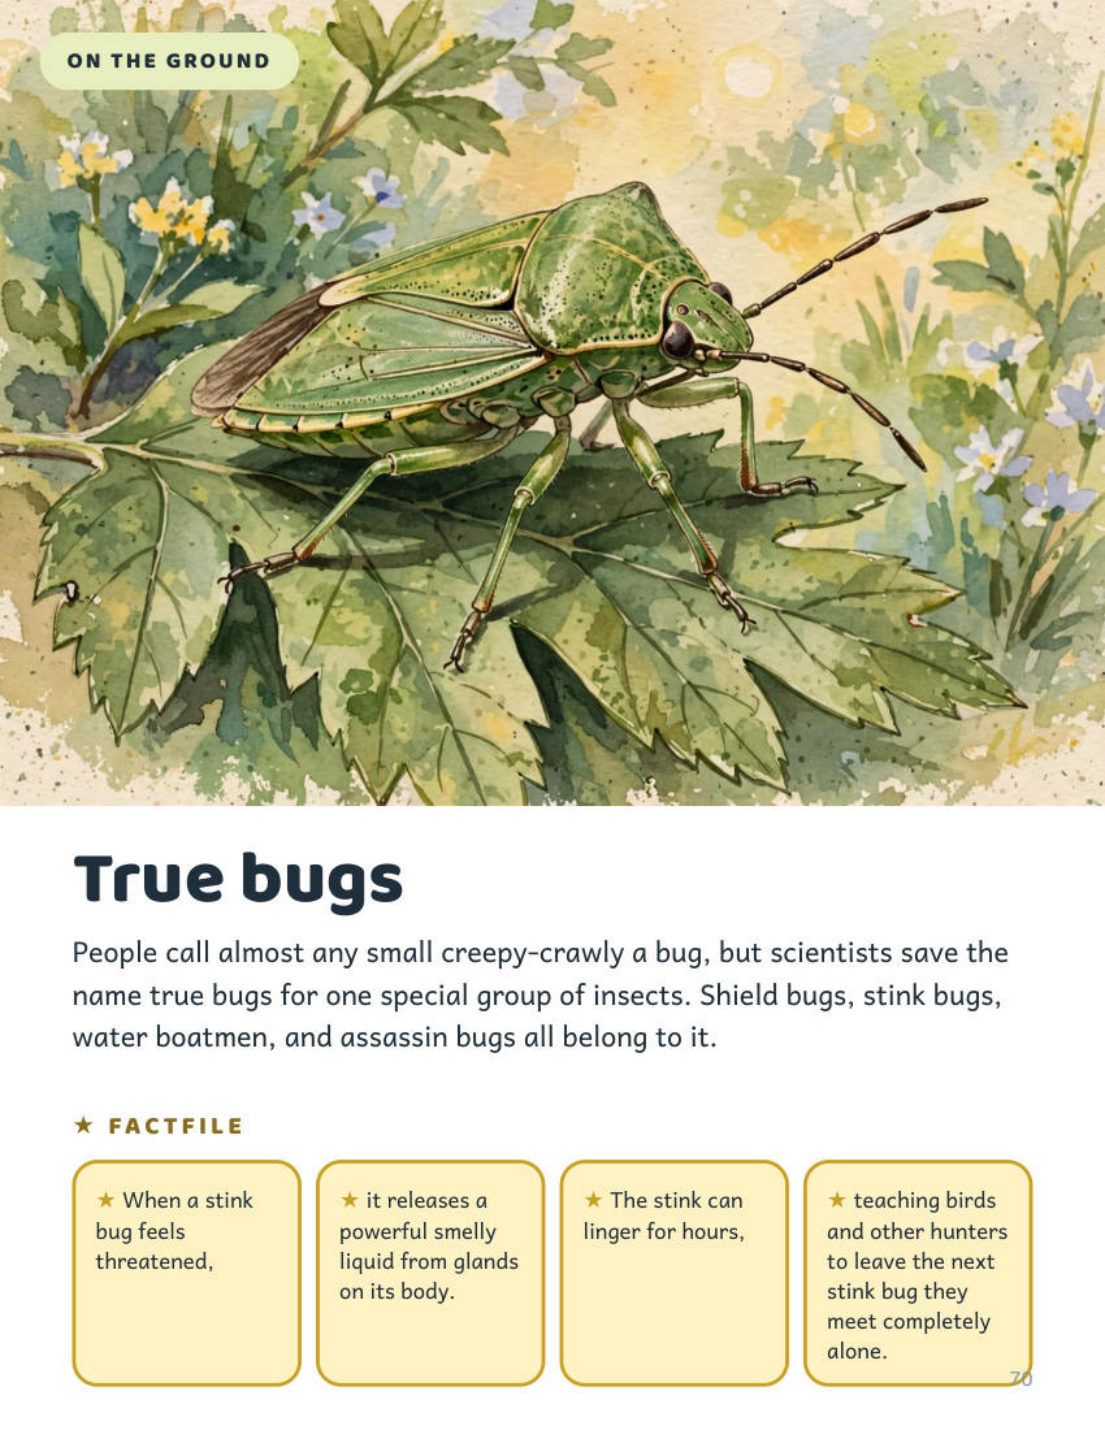 ON THE GROUND
True bugs
People call almost any small creepy-crawly a bug, but scientists save the
name true bugs for one special group of insects. Shield bugs, stink bugs,
water boatmen, and assassin bugs all belong to it.
★ FACTFILE
★ When a stink
bug feels
threatened,
★ it releases a
powerful smelly
liquid from glands
on its body.
★ The stink can
linger for hours,
★ teaching birds
and other hunters
to leave the next
stink bug they
meet completely
alone.
70